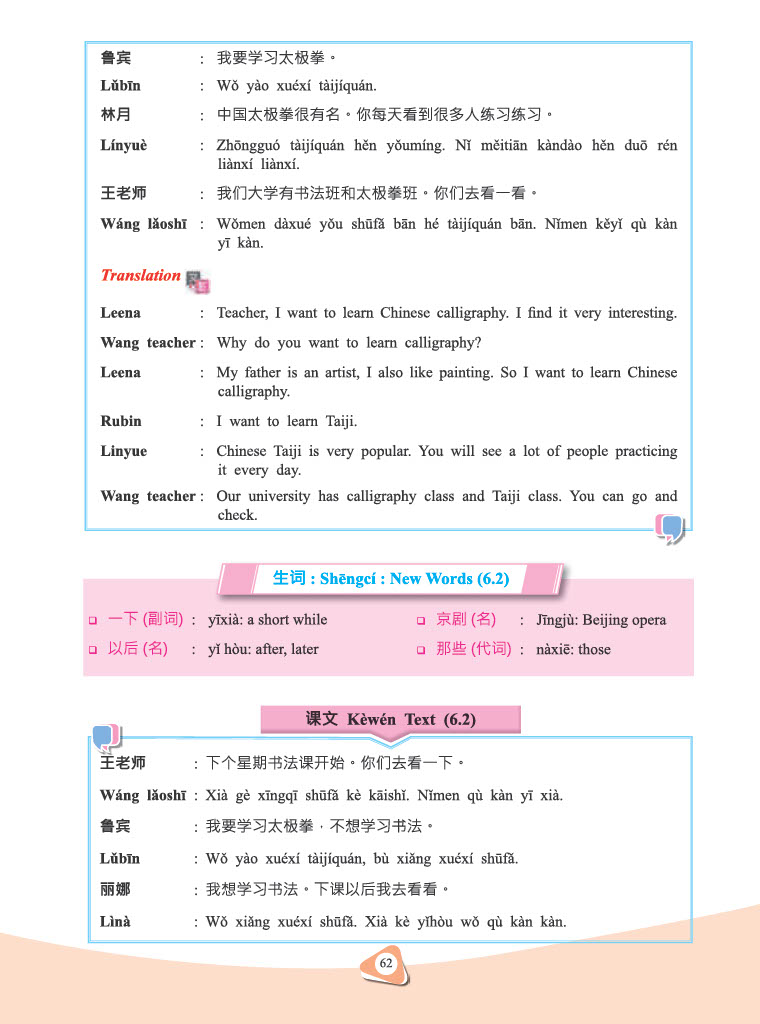 鲁宾 : 我要学习太极拳。
Lǔbīn : Wǒ yào xuéxí tàijíquán.
林月 : 中国太极拳很有名。你每天看到很多人练习练习。
Línyuè : Zhōngguó tàijíquán hěn yǒumíng. Nǐ měitiān kàndào hěn duō rén
liànxí liànxí.
王老师 : 我们大学有书法班和太极拳班。你们去看一看。
Wáng lǎoshī : Wǒmen dàxué yǒu shūfǎ bān hé tàijíquán bān. Nǐmen kěyǐ qù kàn
yī kàn.
Translation
Leena : Teacher, I want to learn Chinese calligraphy. I find it very interesting.
Wang teacher : Why do you want to learn calligraphy?
Leena : My father is an artist, I also like painting. So I want to learn Chinese
calligraphy.
Rubin : I want to learn Taiji.
Linyue : Chinese Taiji is very popular. You will see a lot of people practicing
it every day.
Wang teacher : Our university has calligraphy class and Taiji class. You can go and
check.
生词 : Shēngcí : New Words (6.2)
一下 (副词) : yīxià: a short while
京剧 (名) : Jīngjù: Beijing opera
以后 (名) : yǐ hòu: after, later
那些 (代词) : nàxiē: those
课文 Kèwén Text (6.2)
王老师 : 下个星期书法课开始。你们去看一下。
Wáng lǎoshī : Xià gè xīngqī shūfǎ kè kāishǐ. Nǐmen qù kàn yī xià.
鲁宾 : 我要学习太极拳，不想学习书法。
Lǔbīn : Wǒ yào xuéxí tàijíquán, bù xiǎng xuéxí shūfǎ.
丽娜 : 我想学习书法。下课以后我去看看。
Lìnà : Wǒ xiǎng xuéxí shūfǎ. Xià kè yǐhòu wǒ qù kàn kàn.
62